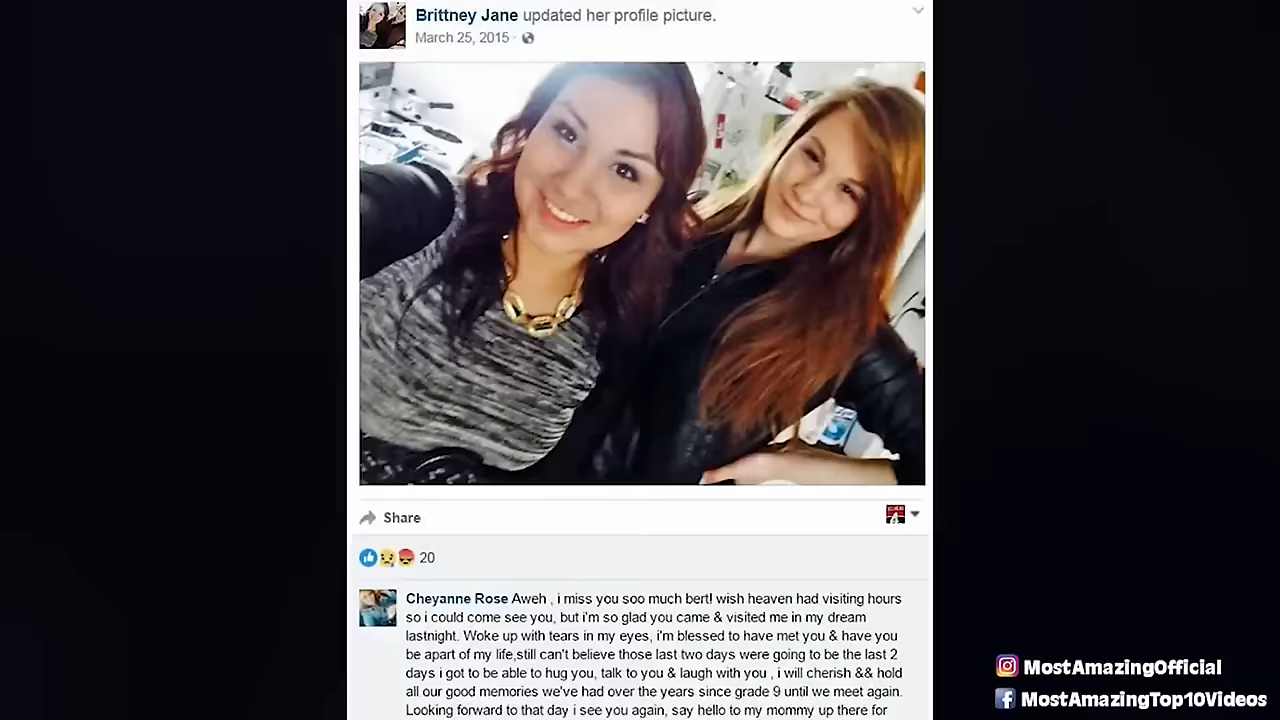 Brittney Jane updated her profile picture.
March 25, 2015
Share
20
Cheyanne Rose Aweh , i miss you soo much bert! wish heaven had visiting hours
so i could come see you, but i'm so glad you came & visited me in my dream
lastnight. Woke up with tears in my eyes, i'm blessed to have met you & have you
be apart of my life,still can't believe those last two days were going to be the last 2
days i got to be able to hug you, talk to you & laugh with you , i will cherish && hold
all our good memories we've had over the years since grade 9 until we meet again.
Looking forward to that day i see you again, say hello to my mommy up there for
MostAmazingOfficial
MostAmazingTop10Videos